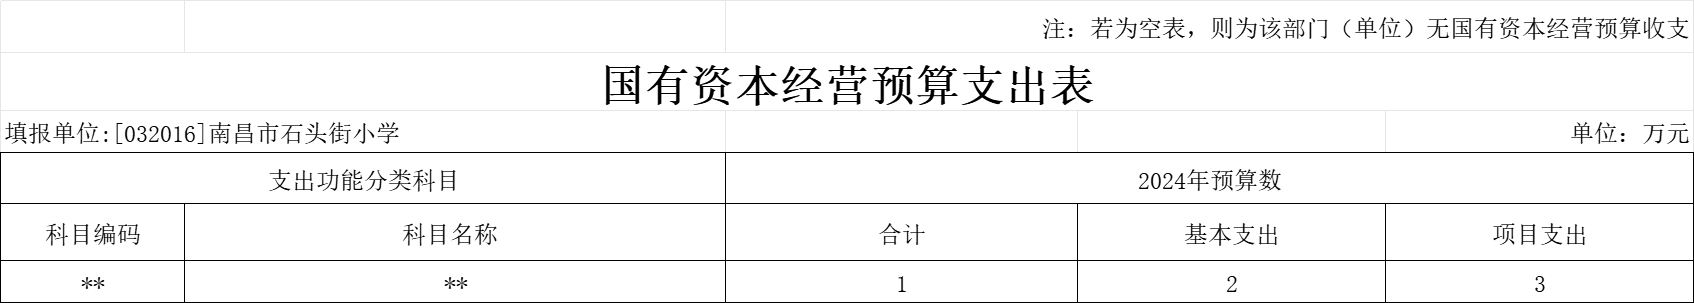 注：若为空表，则为该部门（单位）无国有资本经营预算收支
国有资本经营预算支出表
填报单位:[032016]南昌市石头街小学 单位：万元
支出功能分类科目 2024年预算数
科目编码 科目名称 合计 基本支出 项目支出
** ** 1 2 3